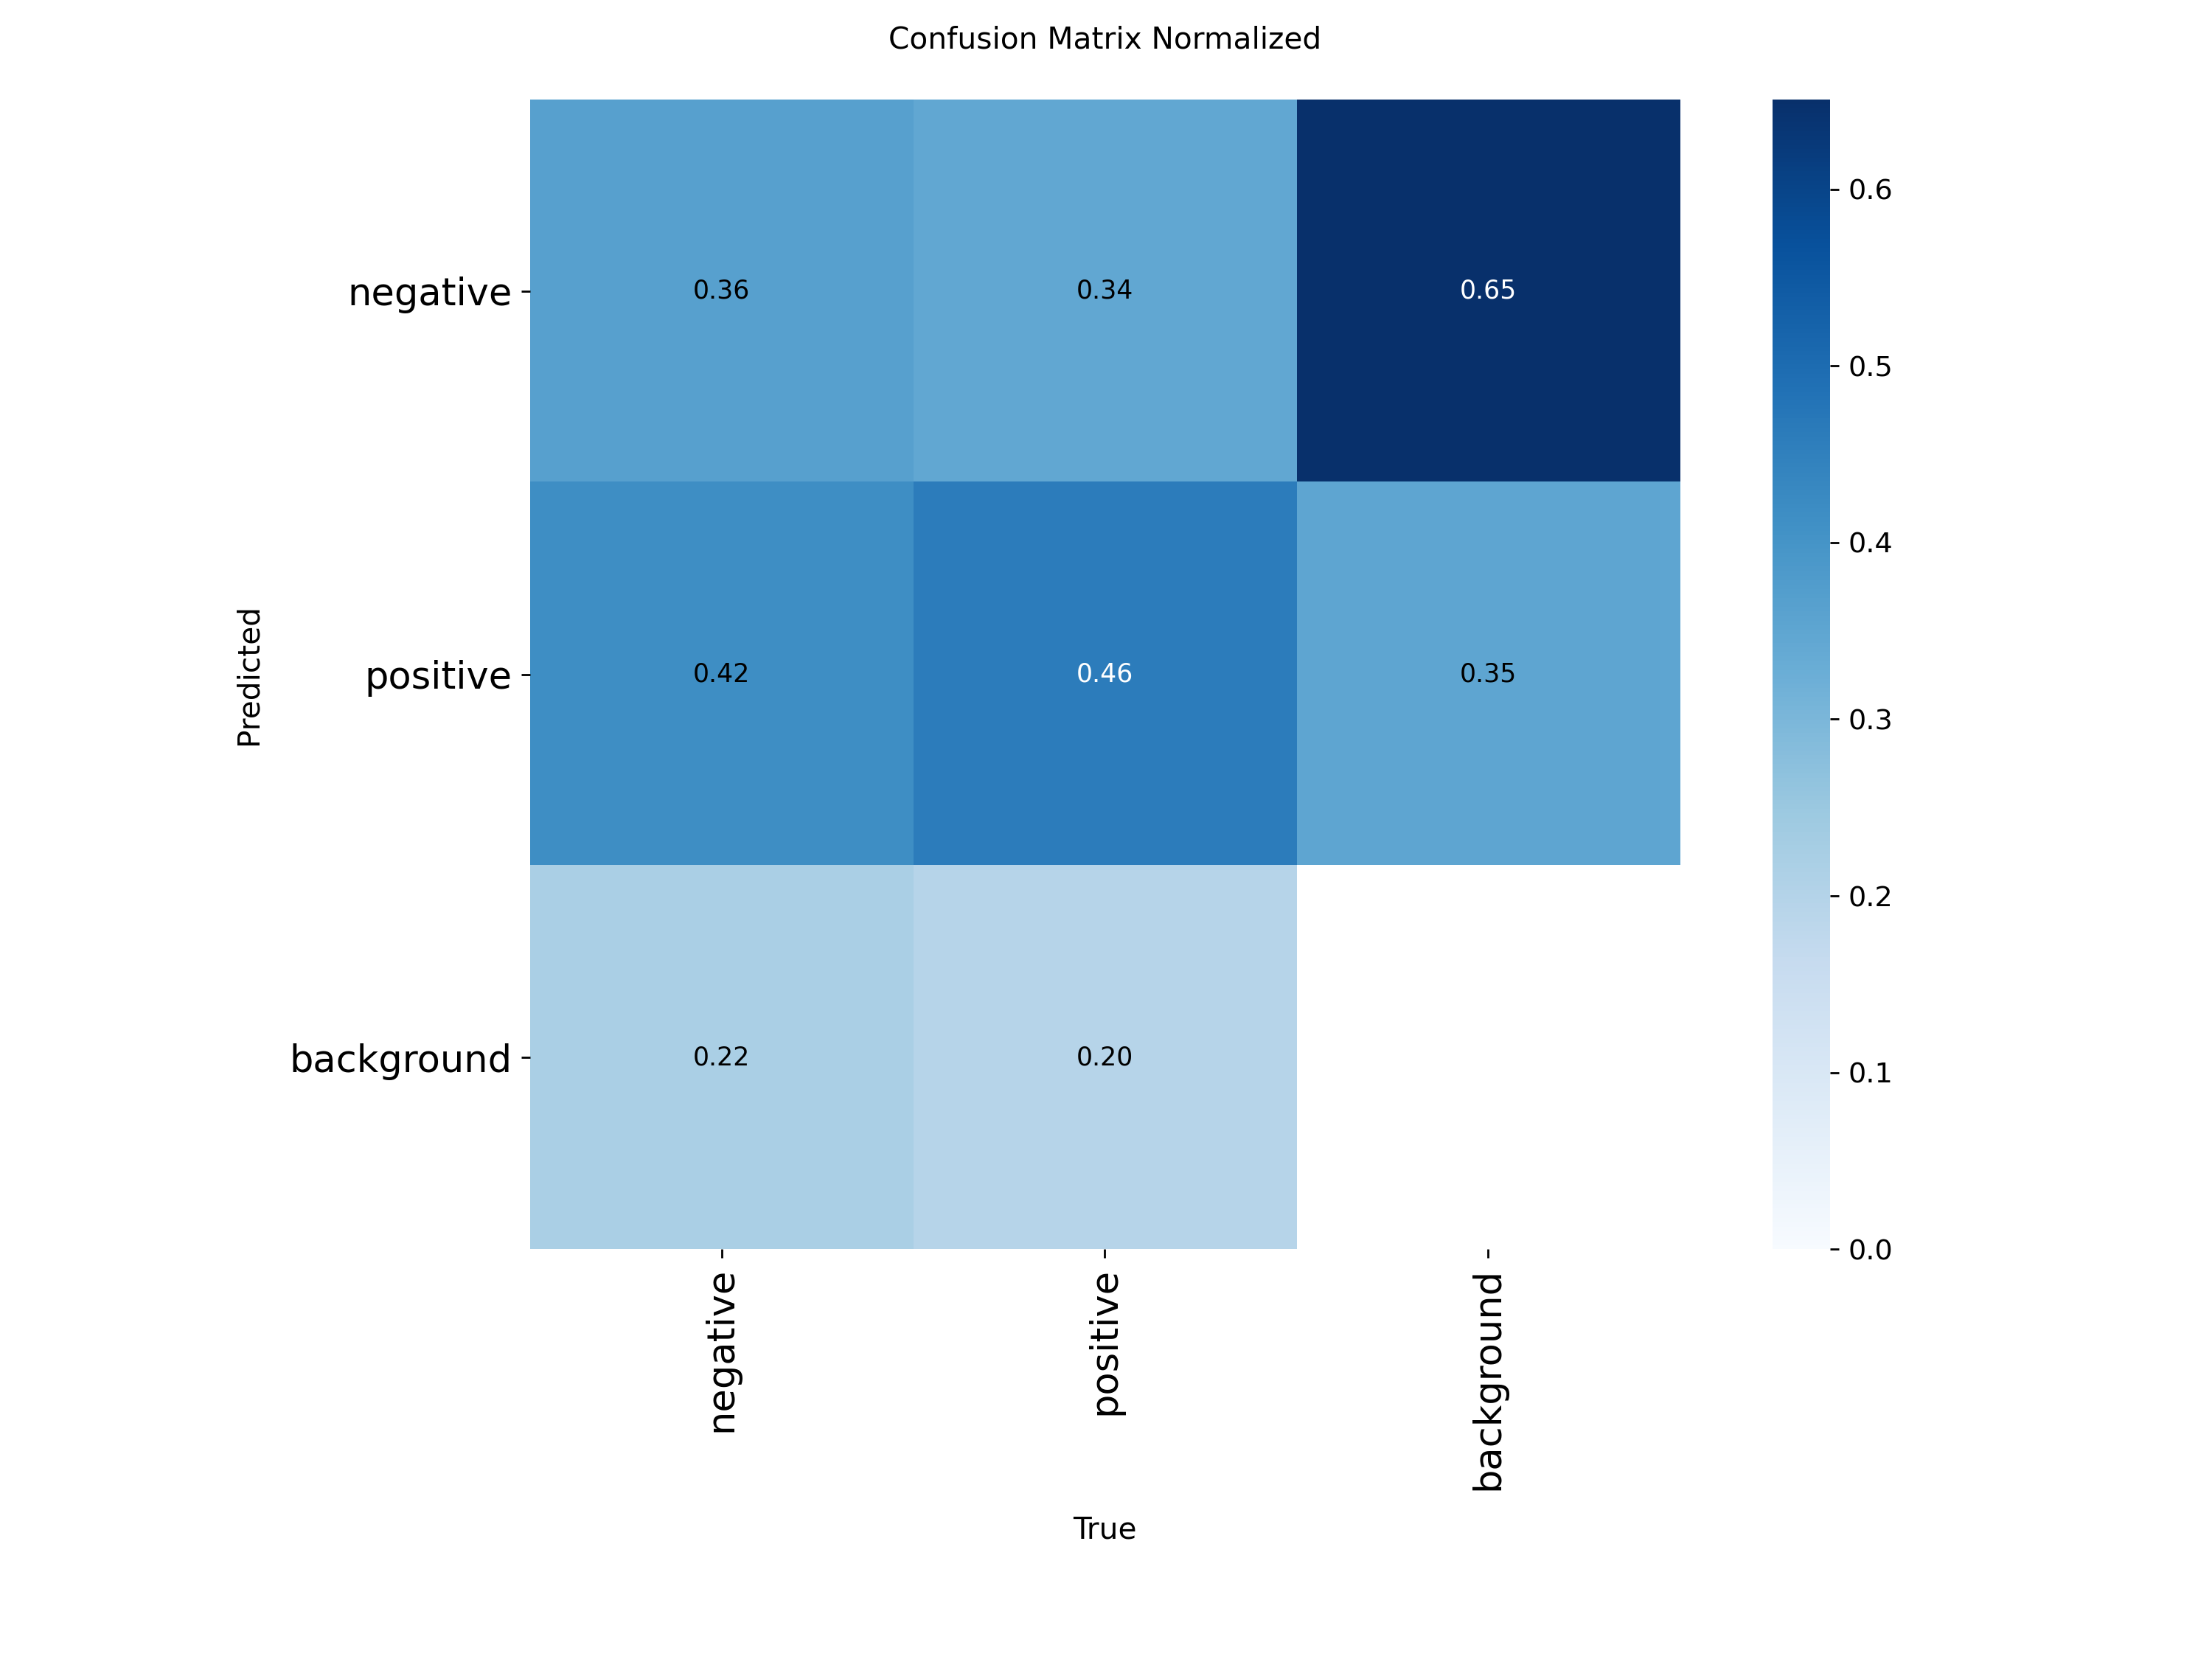 Confusion Matrix Normalized
negative
0.36
0.34
0.65
positive
0.42
0.46
0.35
background
0.22
0.20
Predicted
negative
positive
background
True
0.6
0.5
0.4
0.3
0.2
0.1
0.0